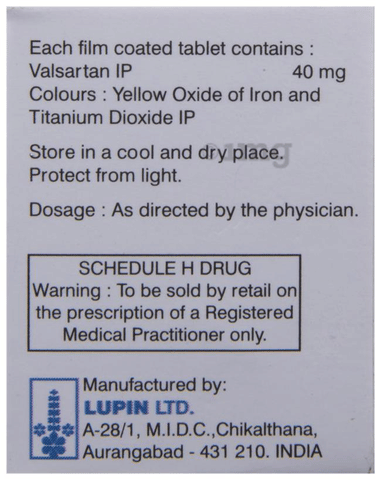 Each film coated tablet contains :
Valsartan IP 40 mg
Colours : Yellow Oxide of Iron and
Titanium Dioxide IP
Store in a cool and dry place.
Protect from light.
Dosage : As directed by the physician.
SCHEDULE H DRUG
Warning : To be sold by retail on
the prescription of a Registered
Medical Practitioner only.
Manufactured by:
LUPIN LTD.
A-28/1, M.I.D.C.,Chikalthana,
Aurangabad - 431 210. INDIA